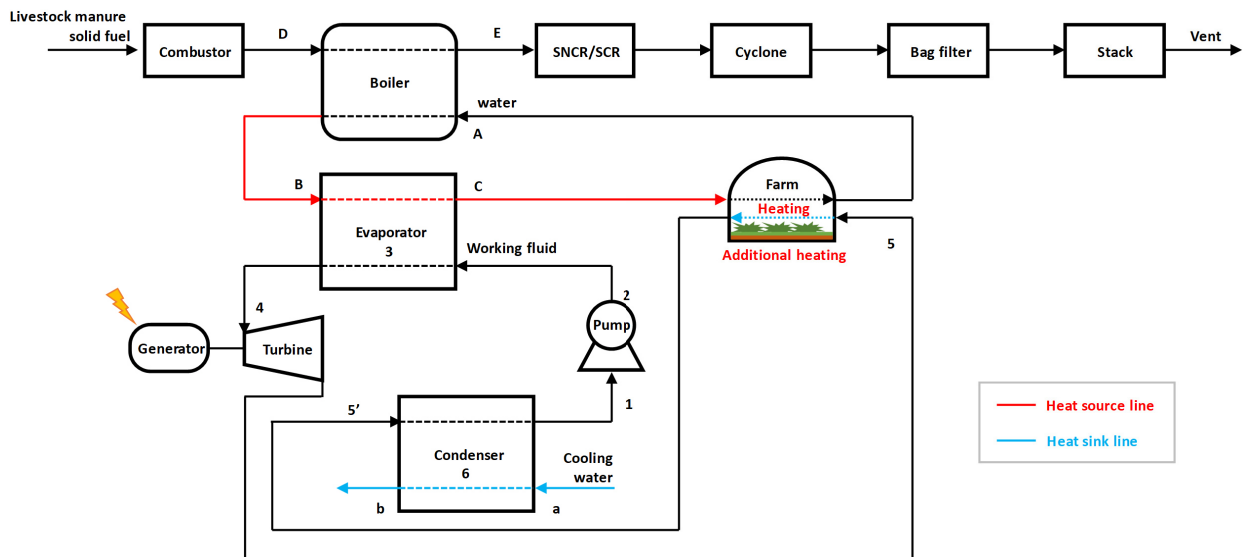 Livestock manure
solid fuel
Combustor
D
Boiler
E
SNCR/SCR
Cyclone
Bag filter
Stack
Vent
water
A
B
C
Farm
Heating
Additional heating
5
Evaporator
3
Working fluid
2
Pump
4
Generator
Turbine
1
5’
Condenser
6
Cooling
water
b
a
Heat source line
Heat sink line